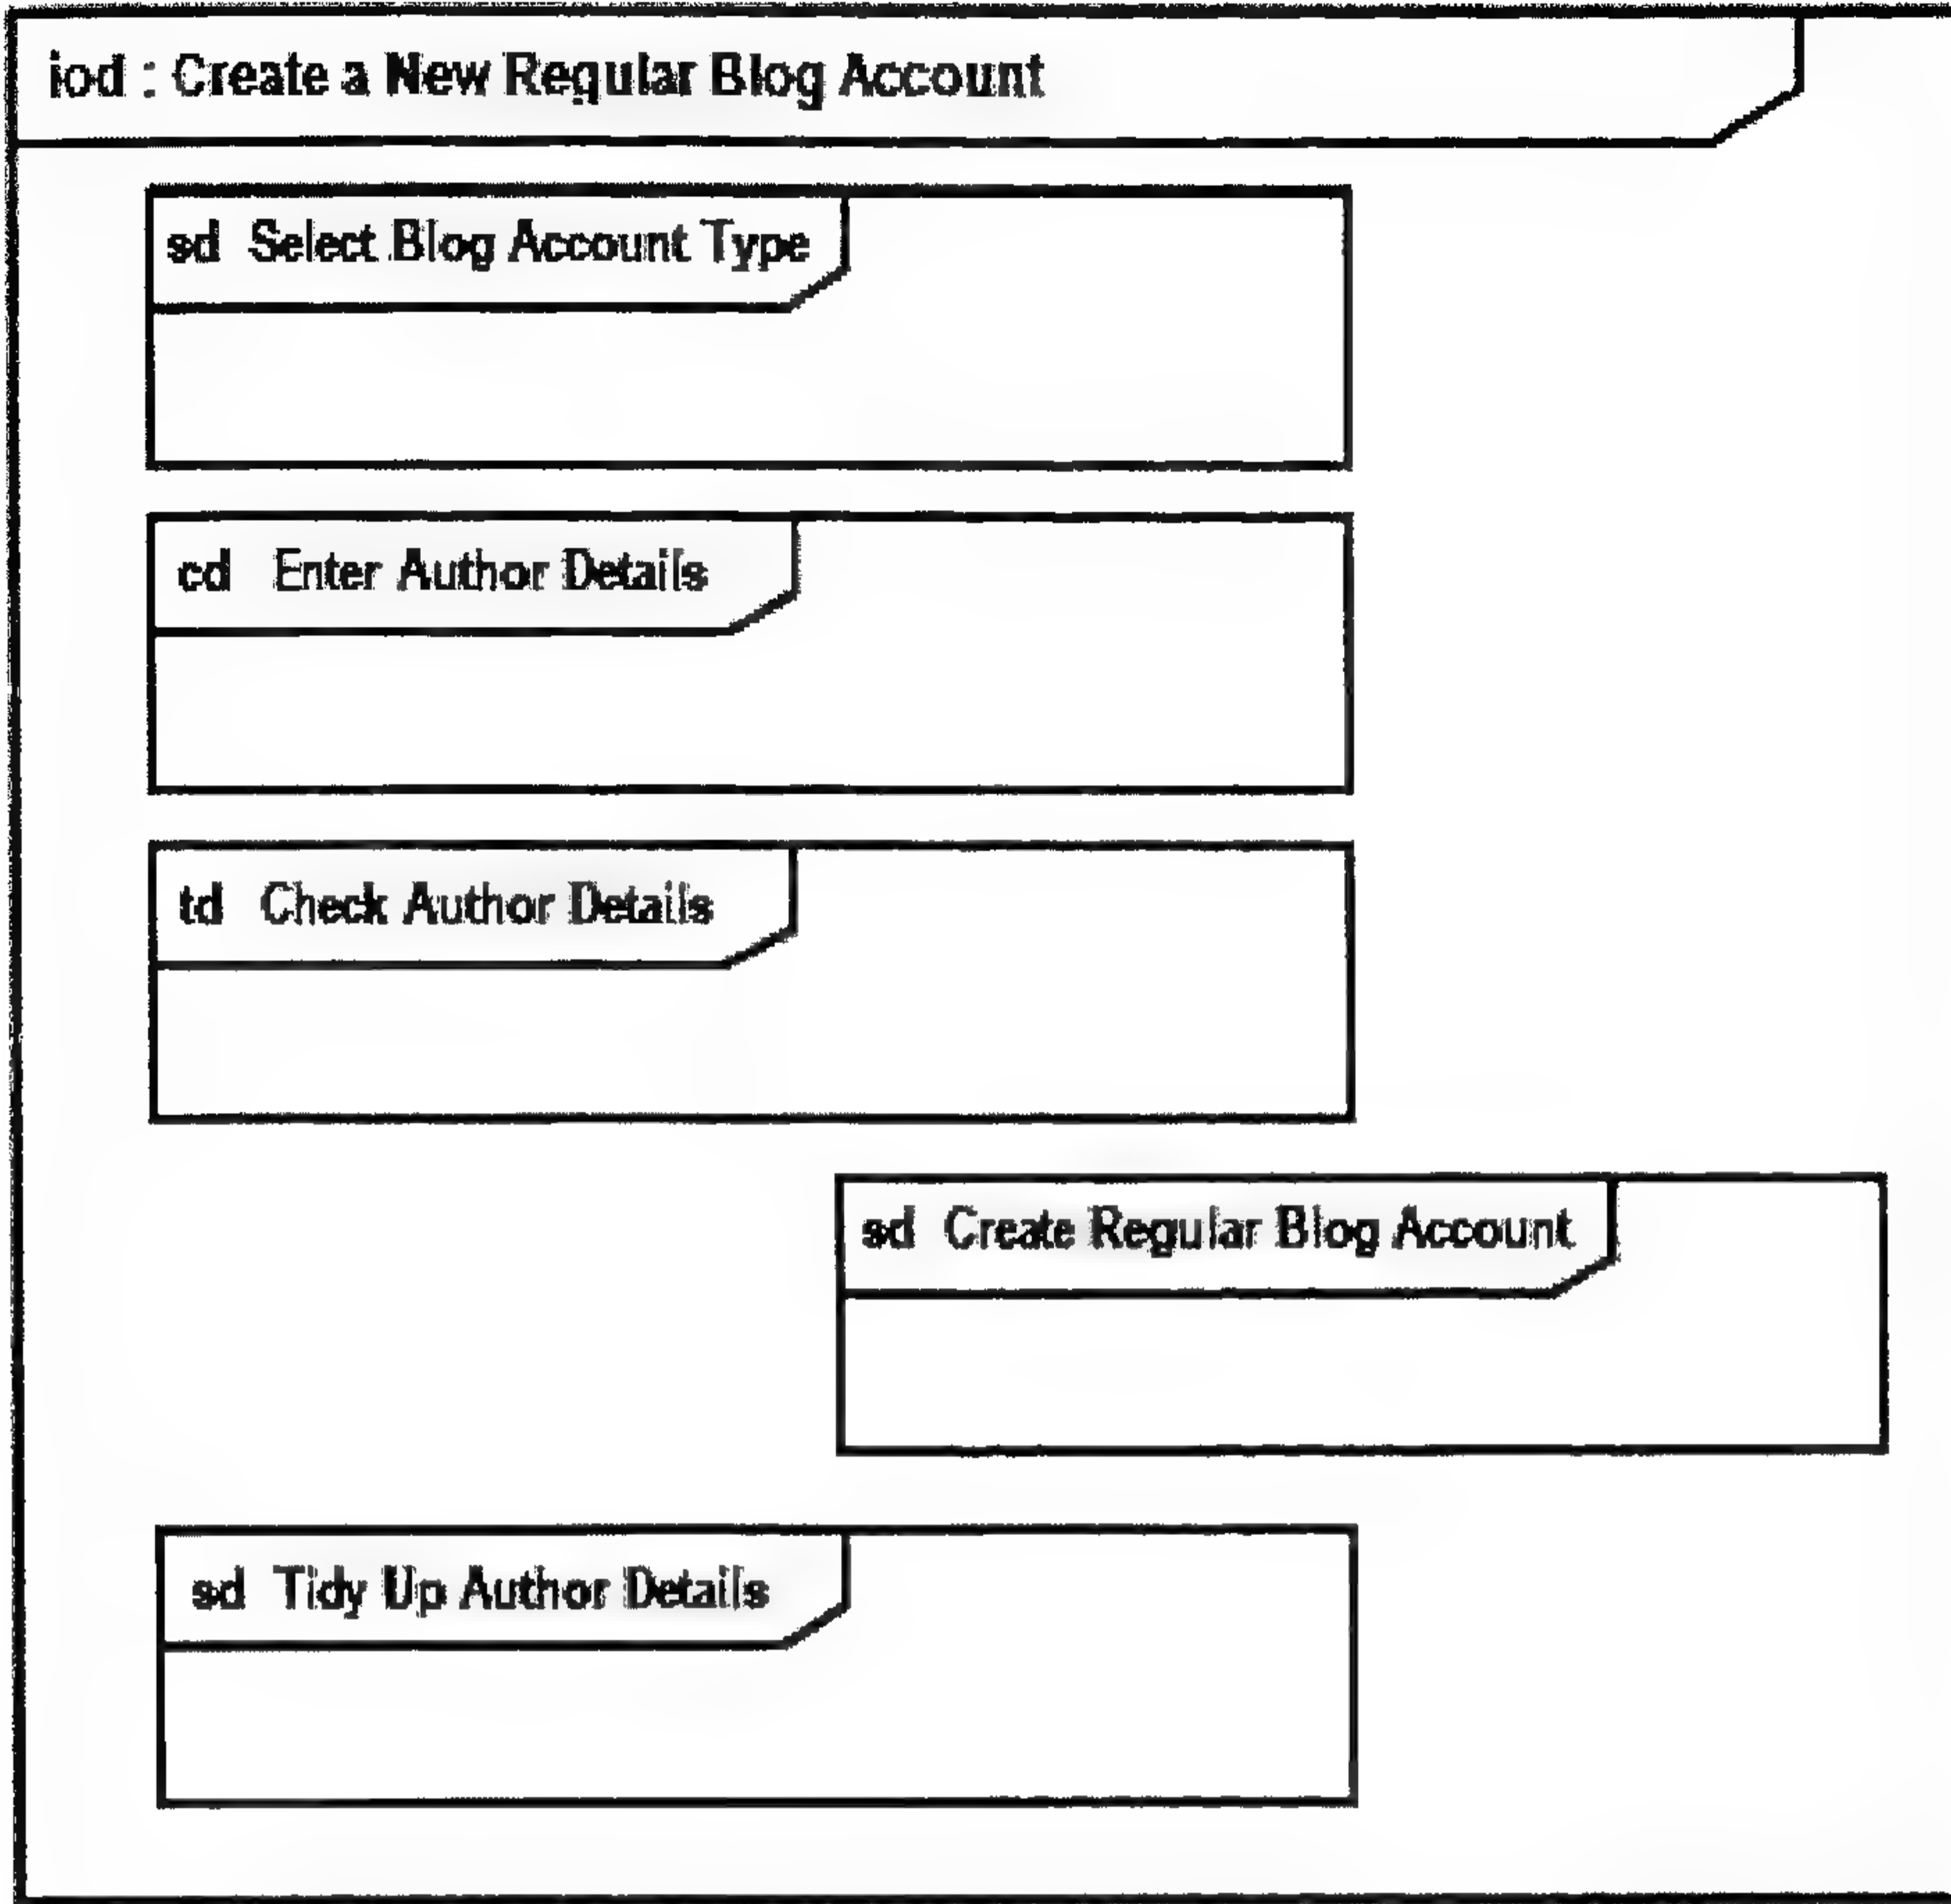 iod : Create a New Regular Blog Account
sd Select Blog Account Type
cd Enter Author Details
td Check Author Details
sd Create Regular Blog Account
sd Tidy Up Author Details